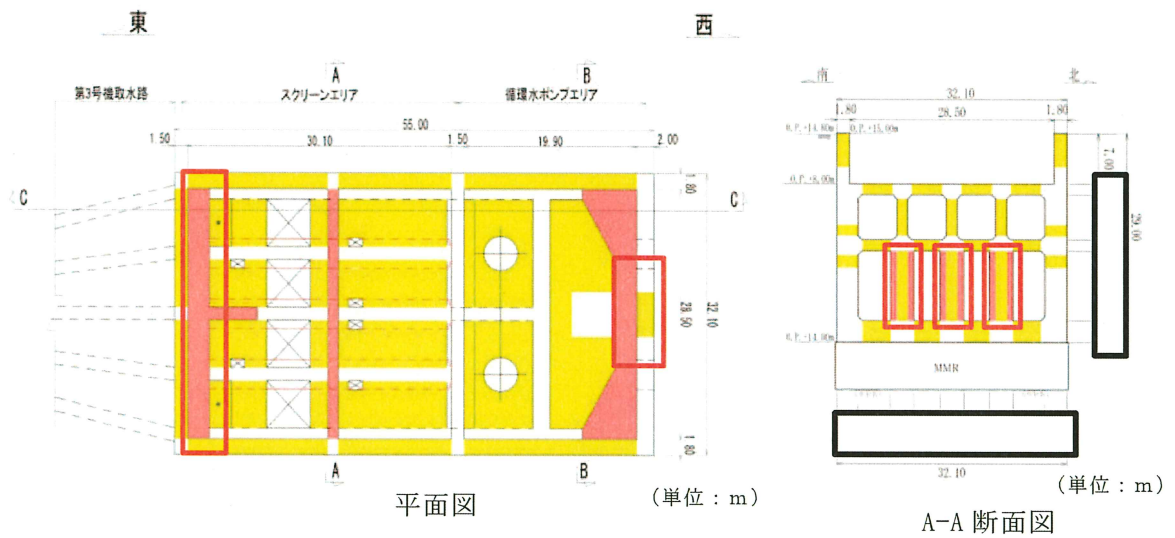 東
西
A
B
第3号機取水路
スクリーンエリア
循環水ポンプエリア
55.00
1.50
30.10
1.50
19.90
2.00
C
C
1.80
28.50
32.10
1.80
A
B
平面図
(単位：m)
南
北
32.10
1.80
28.50
1.80
O.P.+14.80m
O.P.+15.00m
7.00
O.P.+8.00m
29.00
O.P.-14.00m
MMR
32.10
(単位：m)
A-A 断面図